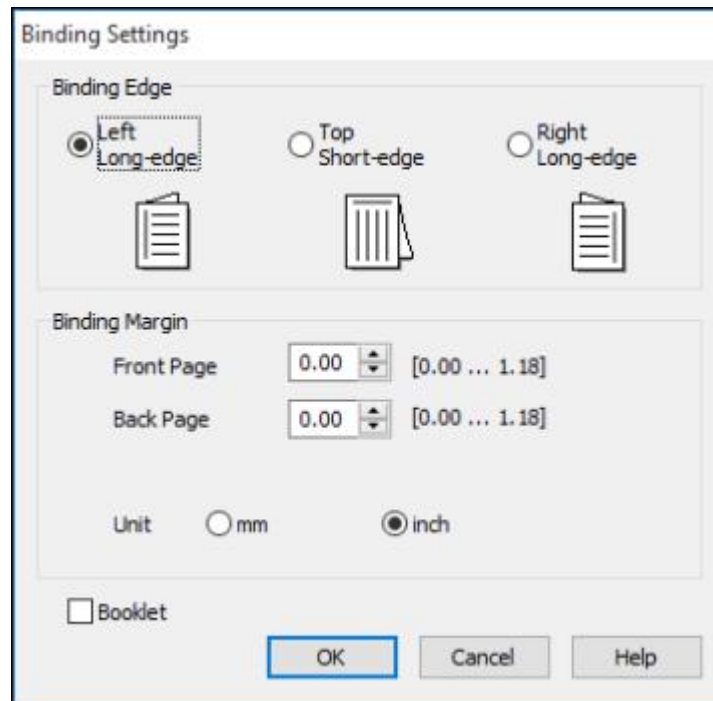 Binding Settings
Binding Edge
Left
Long-edge
Top
Short-edge
Right
Long-edge
Binding Margin
Front Page 0.00 [0.00 ... 1.18]
Back Page 0.00 [0.00 ... 1.18]
Unit mm inch
Booklet
OK Cancel Help